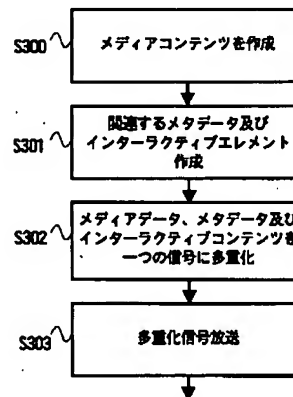 S300
メディアコンテンツを作成
S301
関連するメタデータ及び
インターラクティブエレメント
作成
S302
メディアデータ、メタデータ及び
インターラクティブコンテンツを
一つの信号に多重化
S303
多重化信号放送